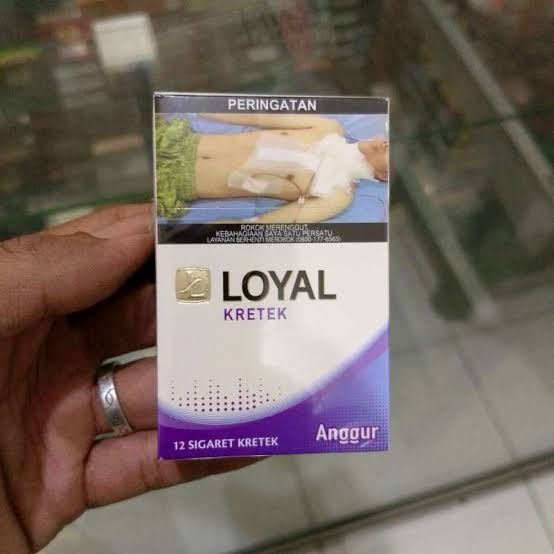 PERINGATAN
ROKOK MERENGGUT
KEBAHAGIAAN SAYA SATU PERSATU
LAYANAN BERHENTI MEROKOK (0800-177-6565)
LOYAL
KRETEK
12 SIGARET KRETEK
Anggur